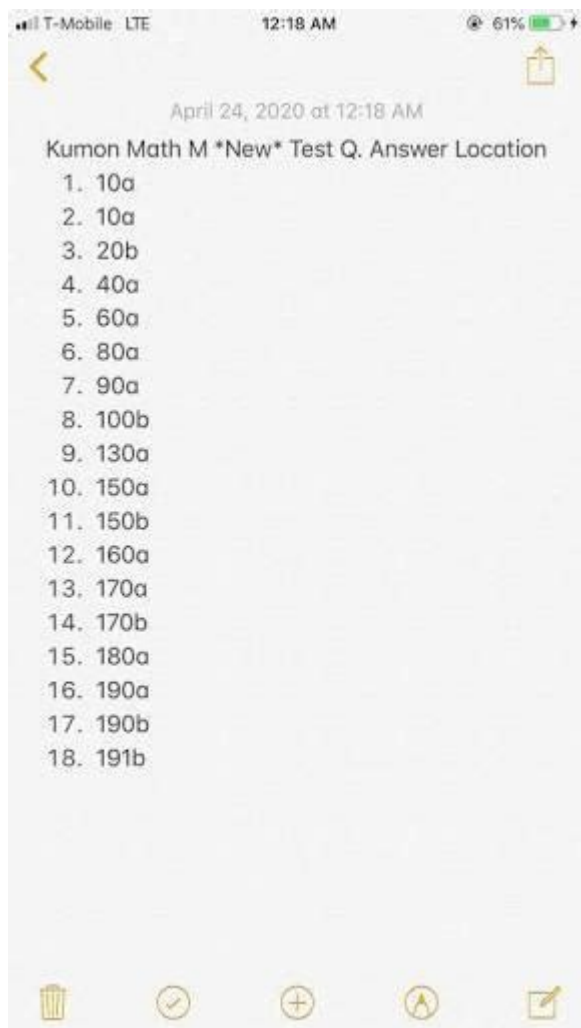 T-Mobile LTE 12:18 AM 61%
April 24, 2020 at 12:18 AM
Kumon Math M *New* Test Q. Answer Location
1. 10a
2. 10a
3. 20b
4. 40a
5. 60a
6. 80a
7. 90a
8. 100b
9. 130a
10. 150a
11. 150b
12. 160a
13. 170a
14. 170b
15. 180a
16. 190a
17. 190b
18. 191b